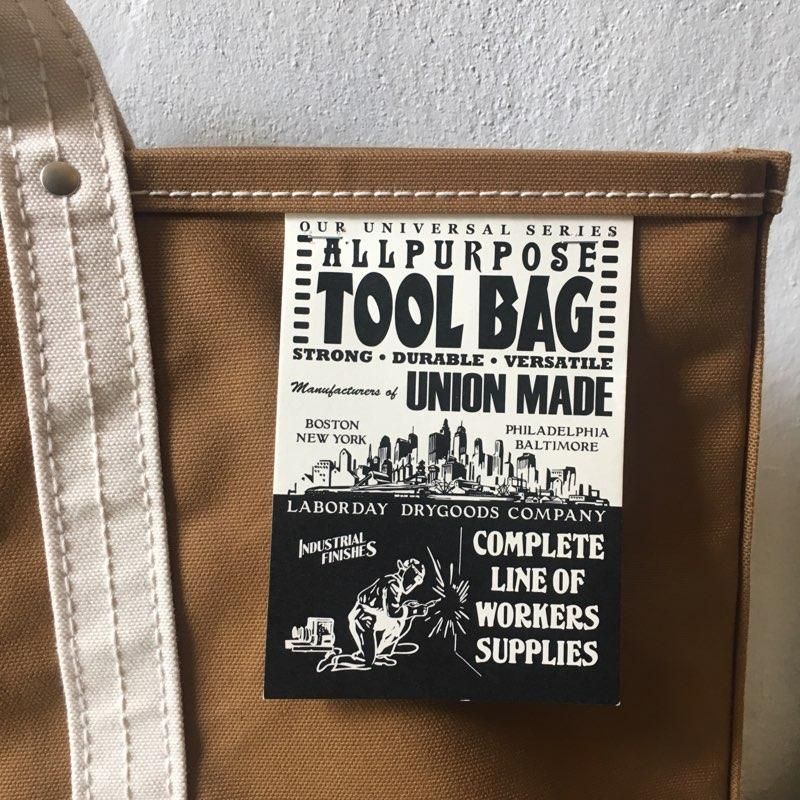 OUR UNIVERSAL SERIES
ALLPURPOSE
TOOL BAG
STRONG • DURABLE • VERSATILE
Manufacturers of UNION MADE
BOSTON
NEW YORK
PHILADELPHIA
BALTIMORE
LABORDAY DRYGOODS COMPANY
INDUSTRIAL
FINISHES
COMPLETE
LINE OF
WORKERS
SUPPLIES